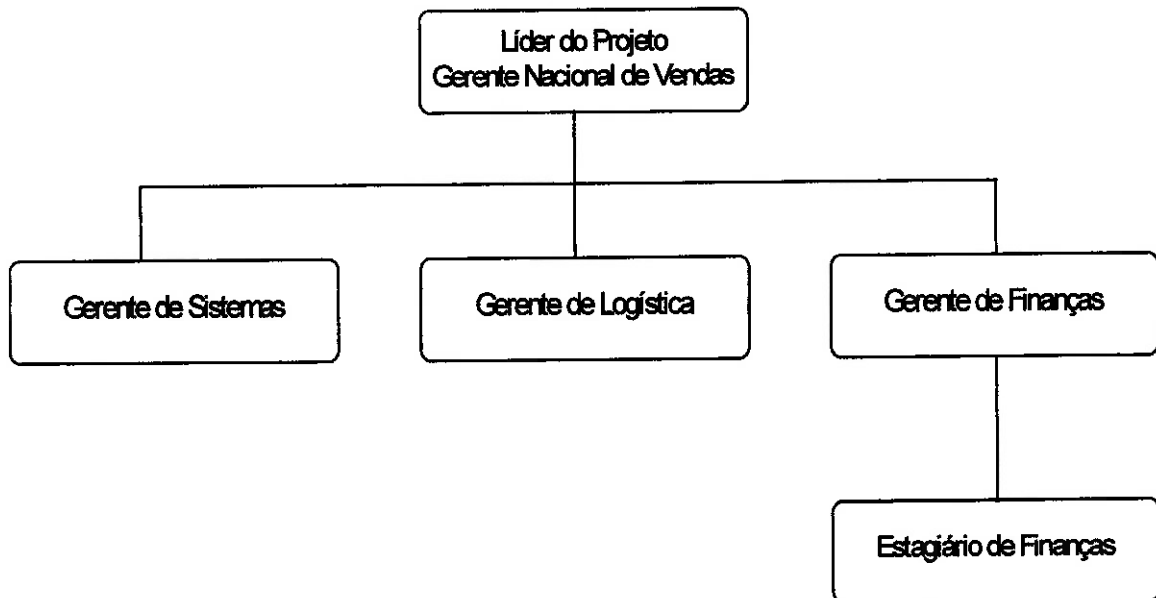 Líder do Projeto
Gerente Nacional de Vendas
Gerente de Sistemas
Gerente de Logística
Gerente de Finanças
Estagiário de Finanças